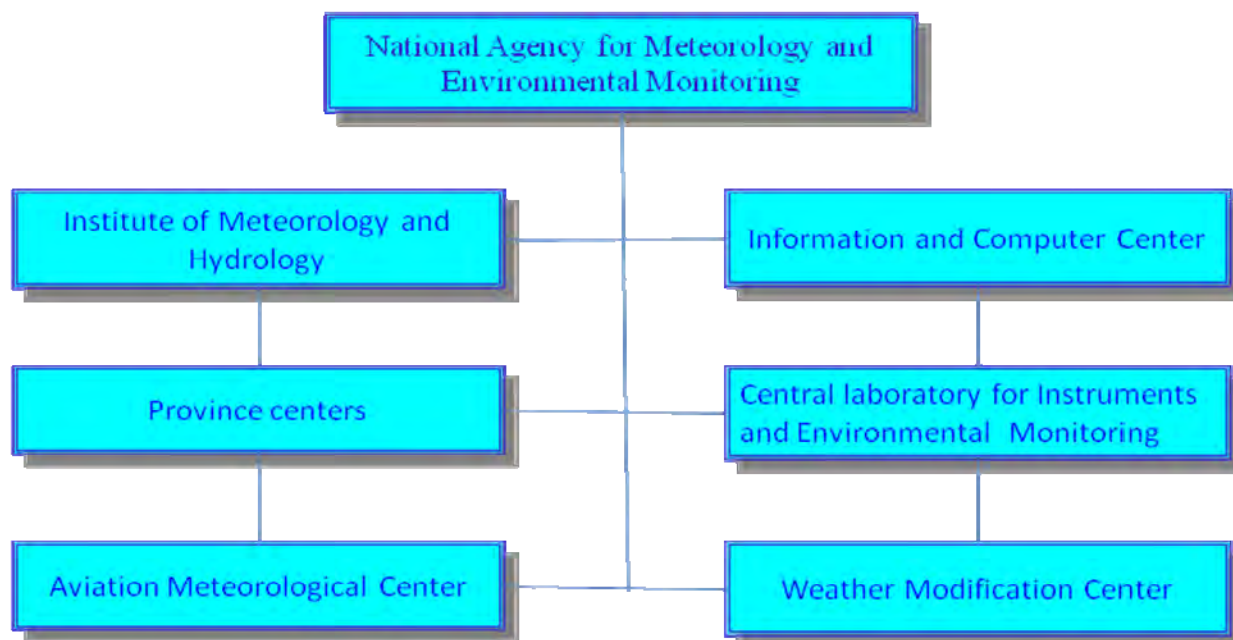 National Agency for Meteorology and
Environmental Monitoring
Institute of Meteorology and
Hydrology
Information and Computer Center
Province centers
Central laboratory for Instruments
and Environmental Monitoring
Aviation Meteorological Center
Weather Modification Center